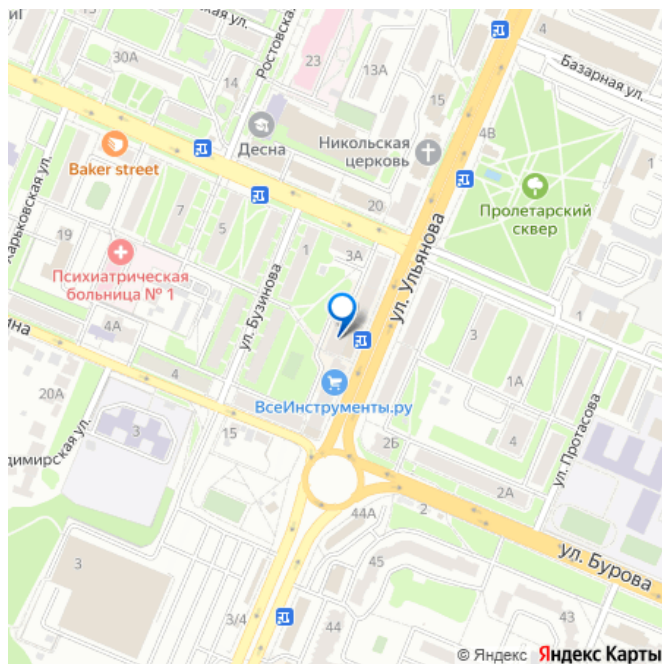 ул.
4
30А
Ростовская
23
13А
Базарная ул.
14
15
4В
Десна
Никольская
церковь
Baker street
Харьковская ул.
Пролетарский
сквер
7
5
20
19
1
3А
ул. Ульянова
Психиатрическая
больница № 1
ул. Бузинова
1
3
4А
ина
4
1А
20А
ВсеИнструменты.ру
ул. Протасова
3
15
2Б
4
димирская ул.
2А
44А
2
ул. Бурова
3
45
3/4
44
43
© Яндекс Яндекс Карты